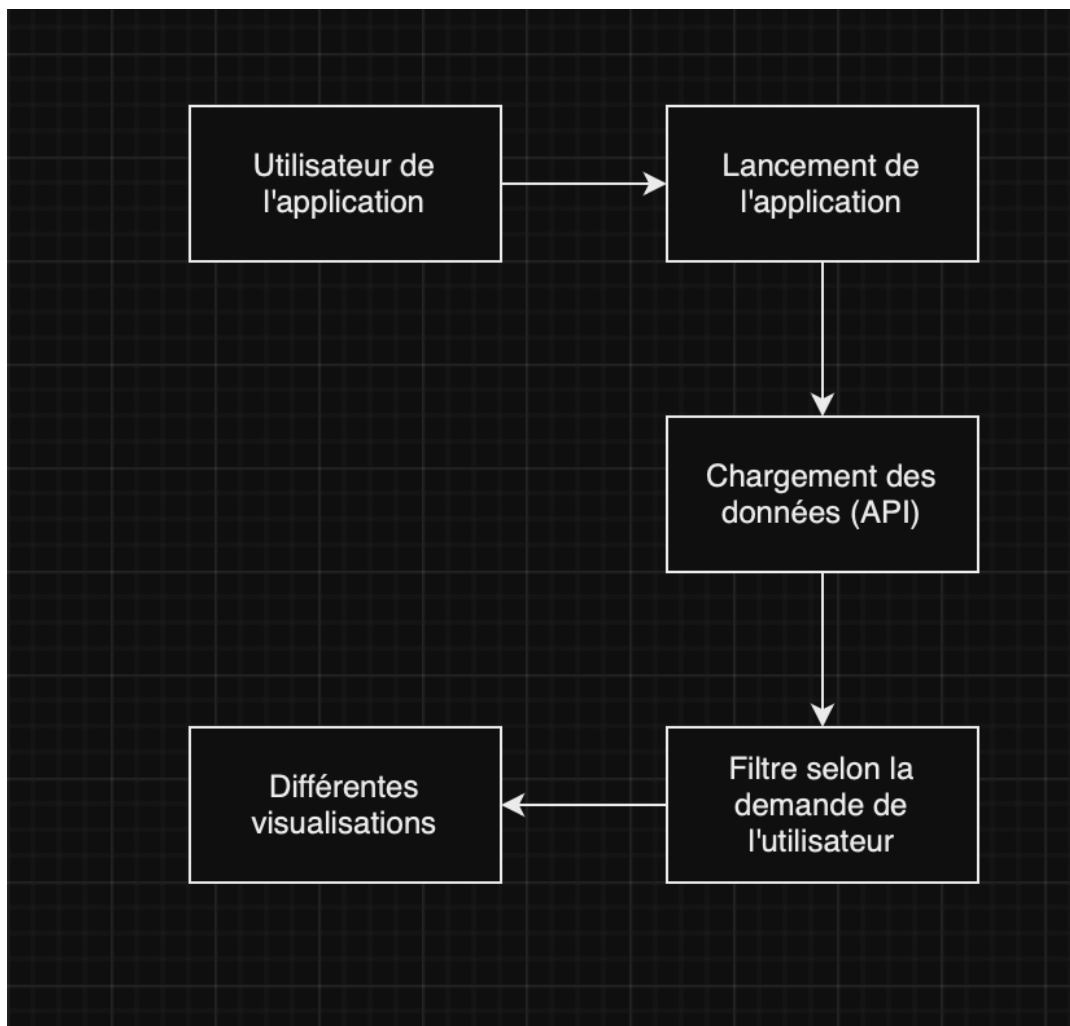 Utilisateur de
l'application
Lancement de
l'application
Chargement des
données (API)
Filtre selon la
demande de
l'utilisateur
Différentes
visualisations